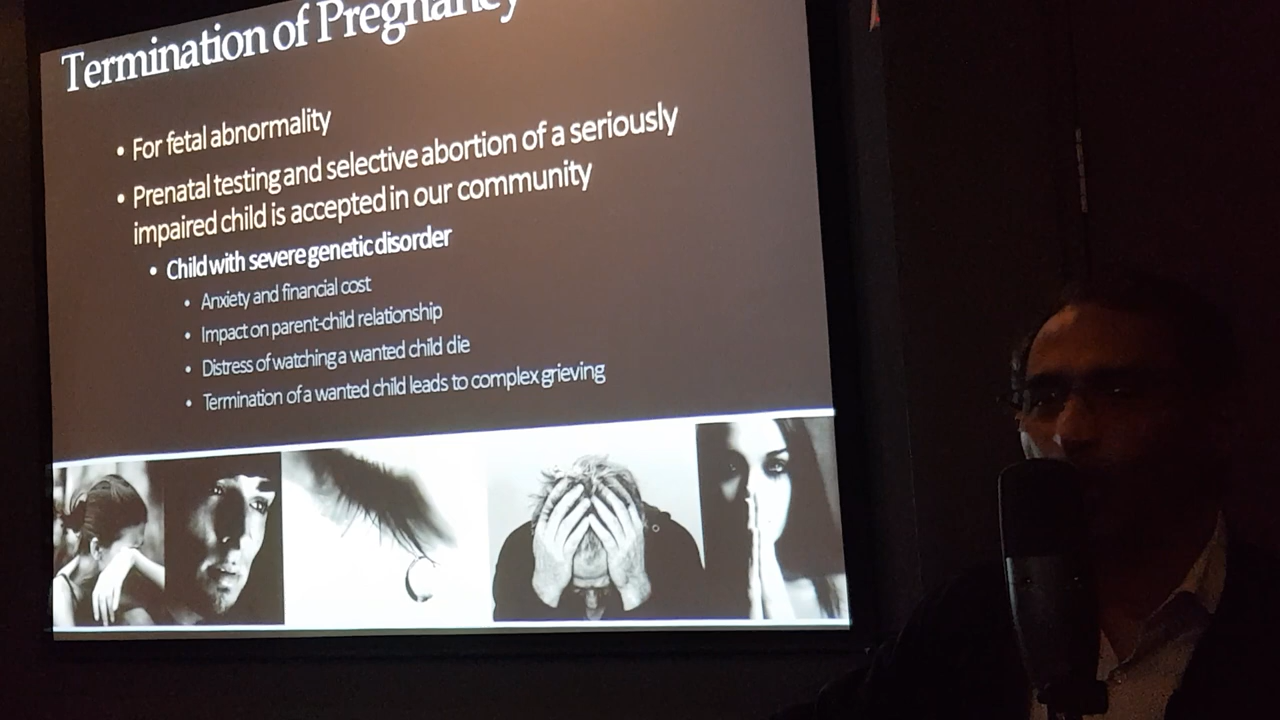 Termination of Pregnancy
• For fetal abnormality
• Prenatal testing and selective abortion of a seriously
impaired child is accepted in our community
• Child with severe genetic disorder
• Anxiety and financial cost
• Impact on parent-child relationship
• Distress of watching a wanted child die
• Termination of a wanted child leads to complex grieving